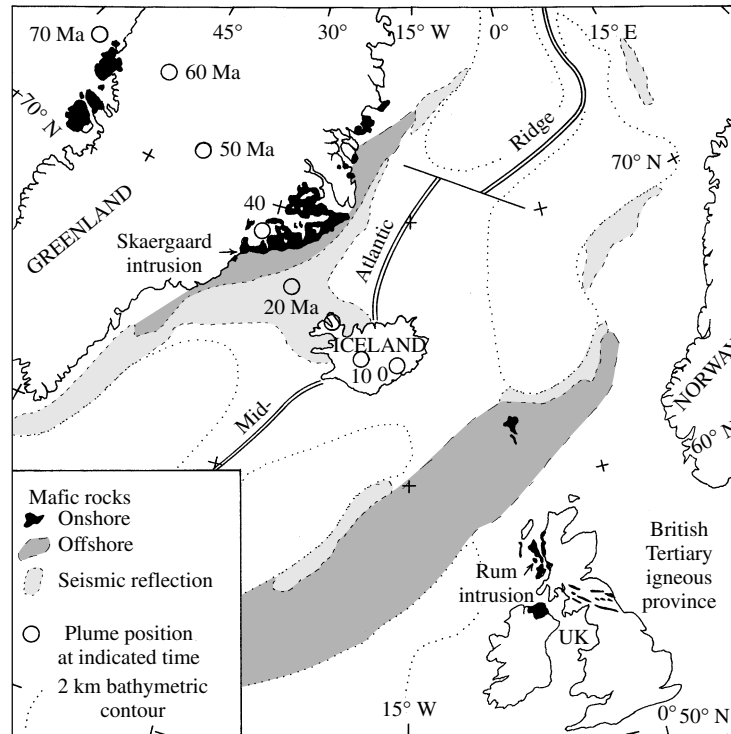 70 Ma
45°
30°
15° W
0°
15° E
60 Ma
70° N
50 Ma
Ridge
70° N
GREENLAND
40
Skaergaard
intrusion
Atlantic
20 Ma
ICELAND
10 0
Mid-
NORWAY
60° N
Mafic rocks
Onshore
Offshore
Seismic reflection
Plume position
at indicated time
2 km bathymetric
contour
British
Tertiary
igneous
province
Rum
intrusion
UK
15° W
0° 50° N